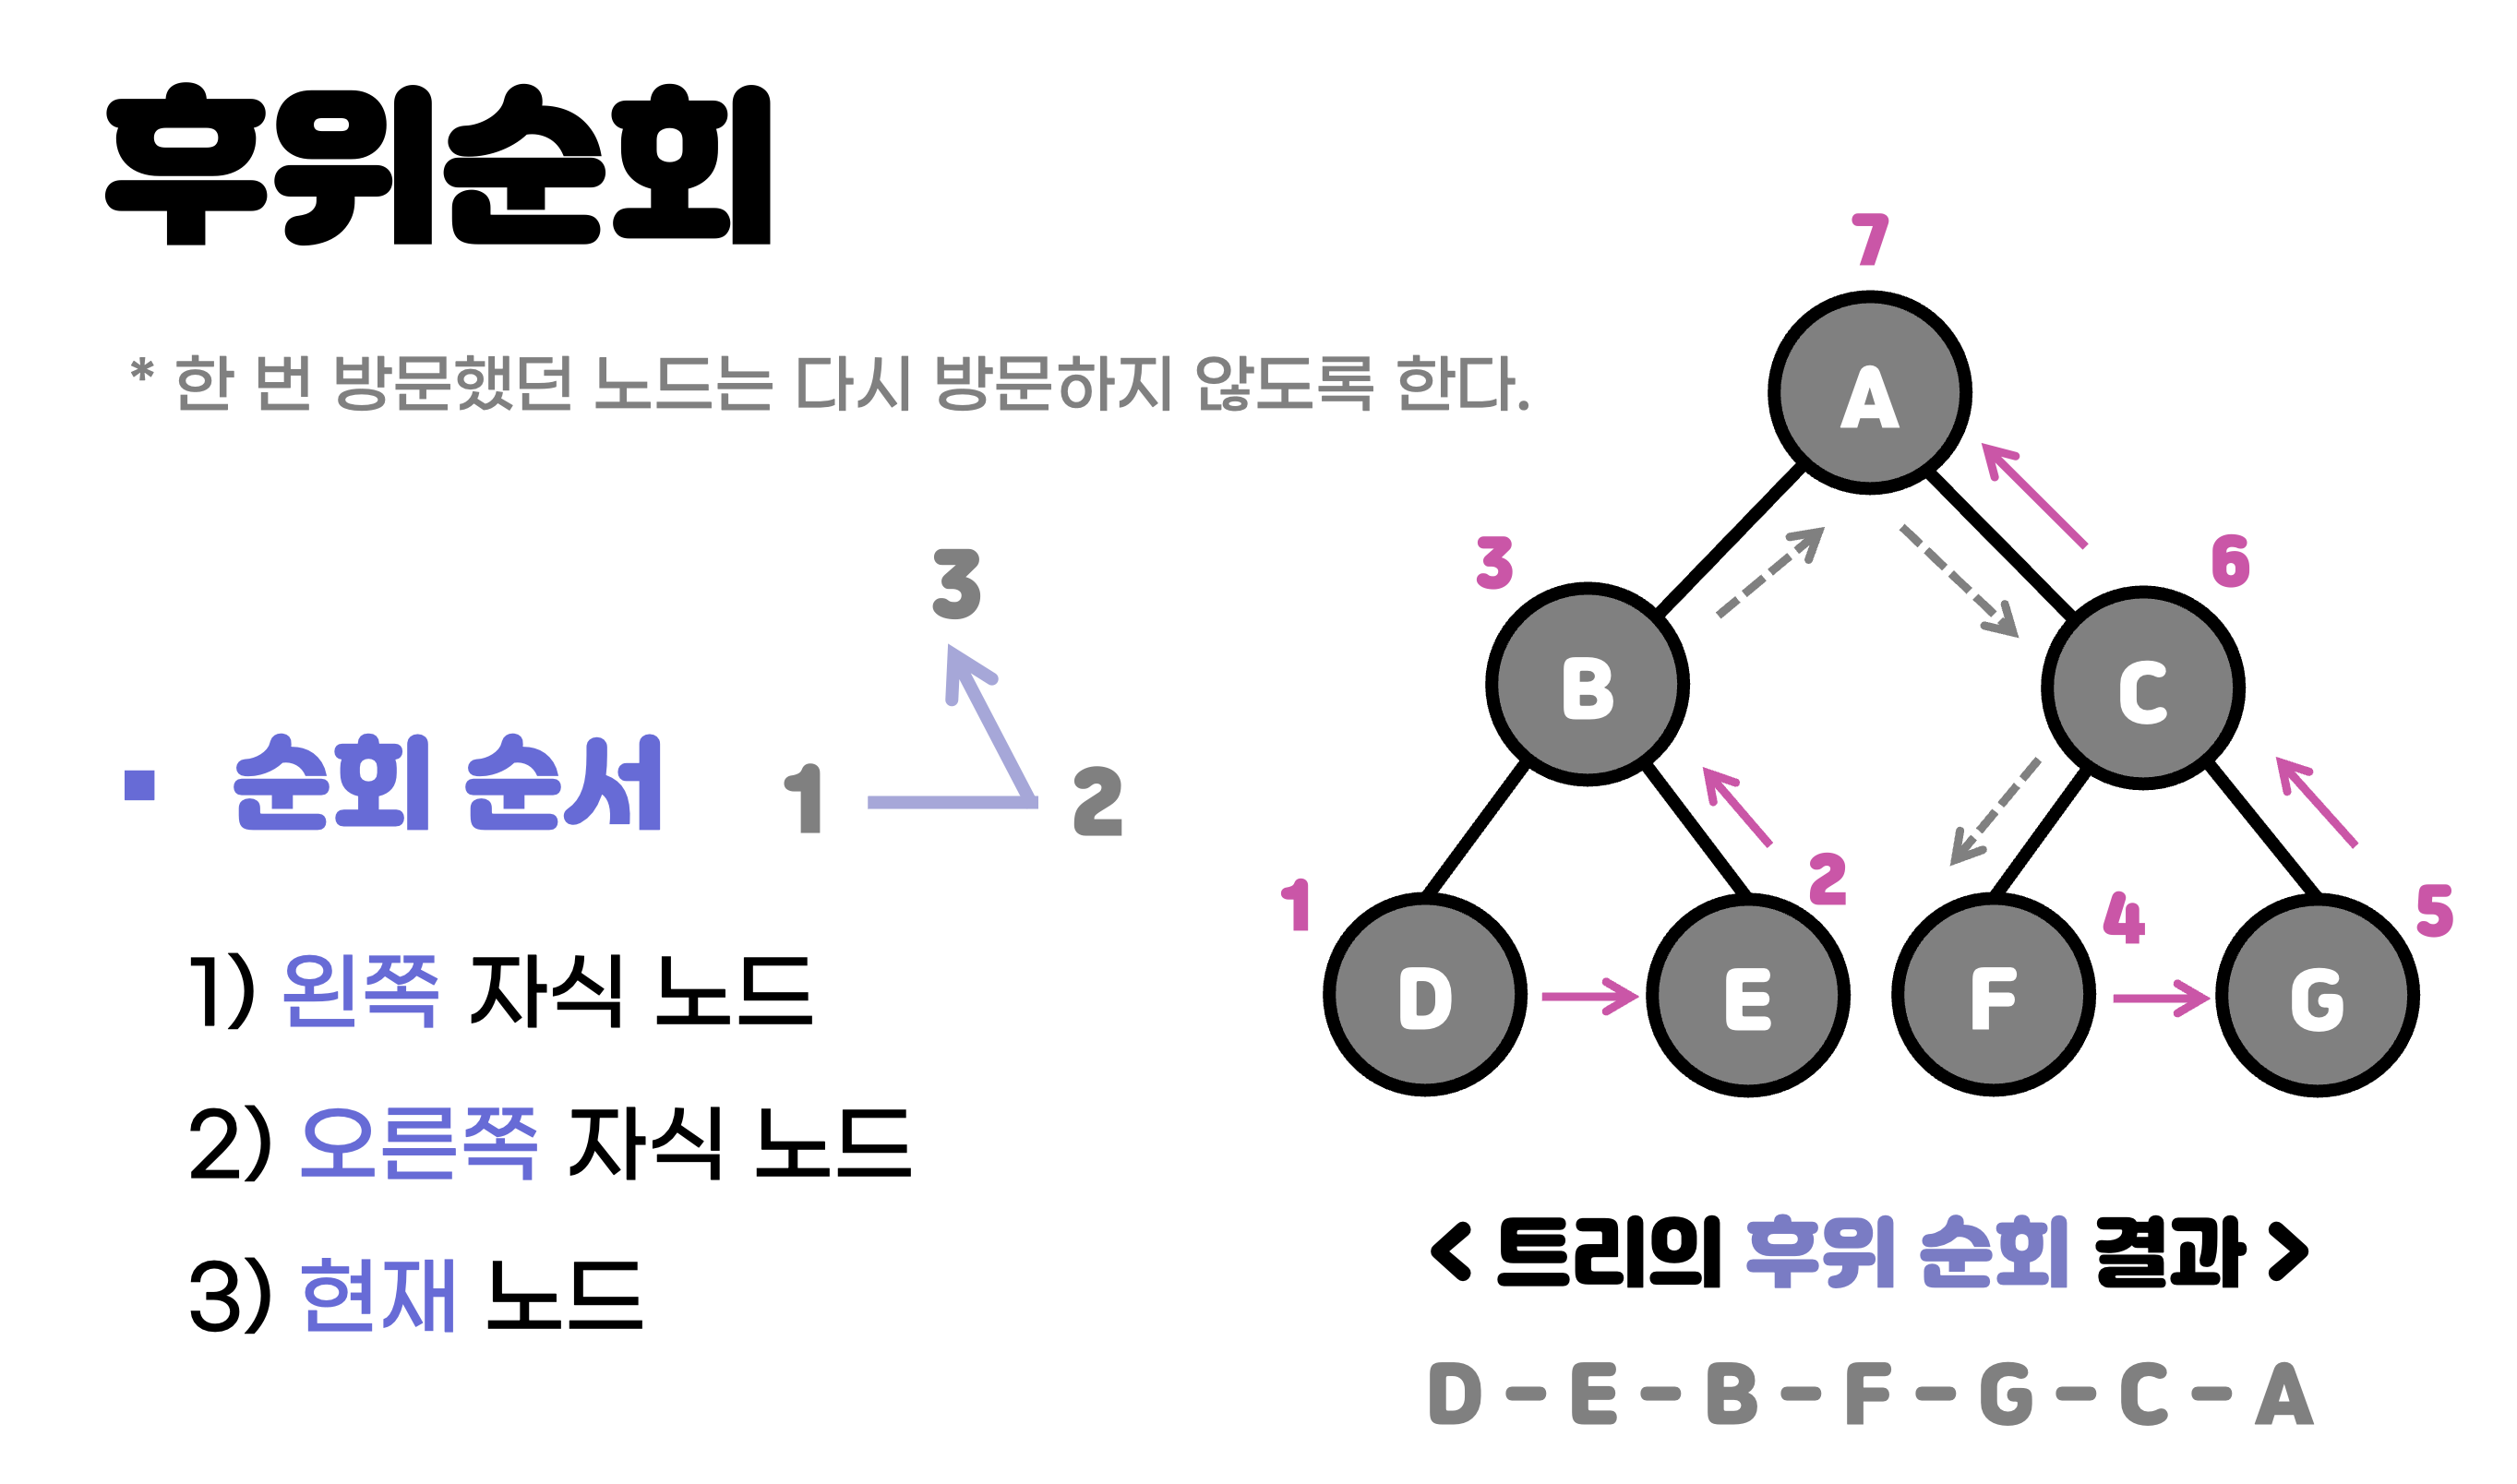 후위순회
* 한 번 방문했던 노드는 다시 방문하지 않도록 한다.
▪ 순회 순서
3
1
2
1) 왼쪽 자식 노드
2) 오른쪽 자식 노드
3) 현재 노드
7
A
3
6
B
C
1
2
4
5
D
E
F
G
< 트리의 후위 순회 결과 >
D - E - B - F - G - C - A